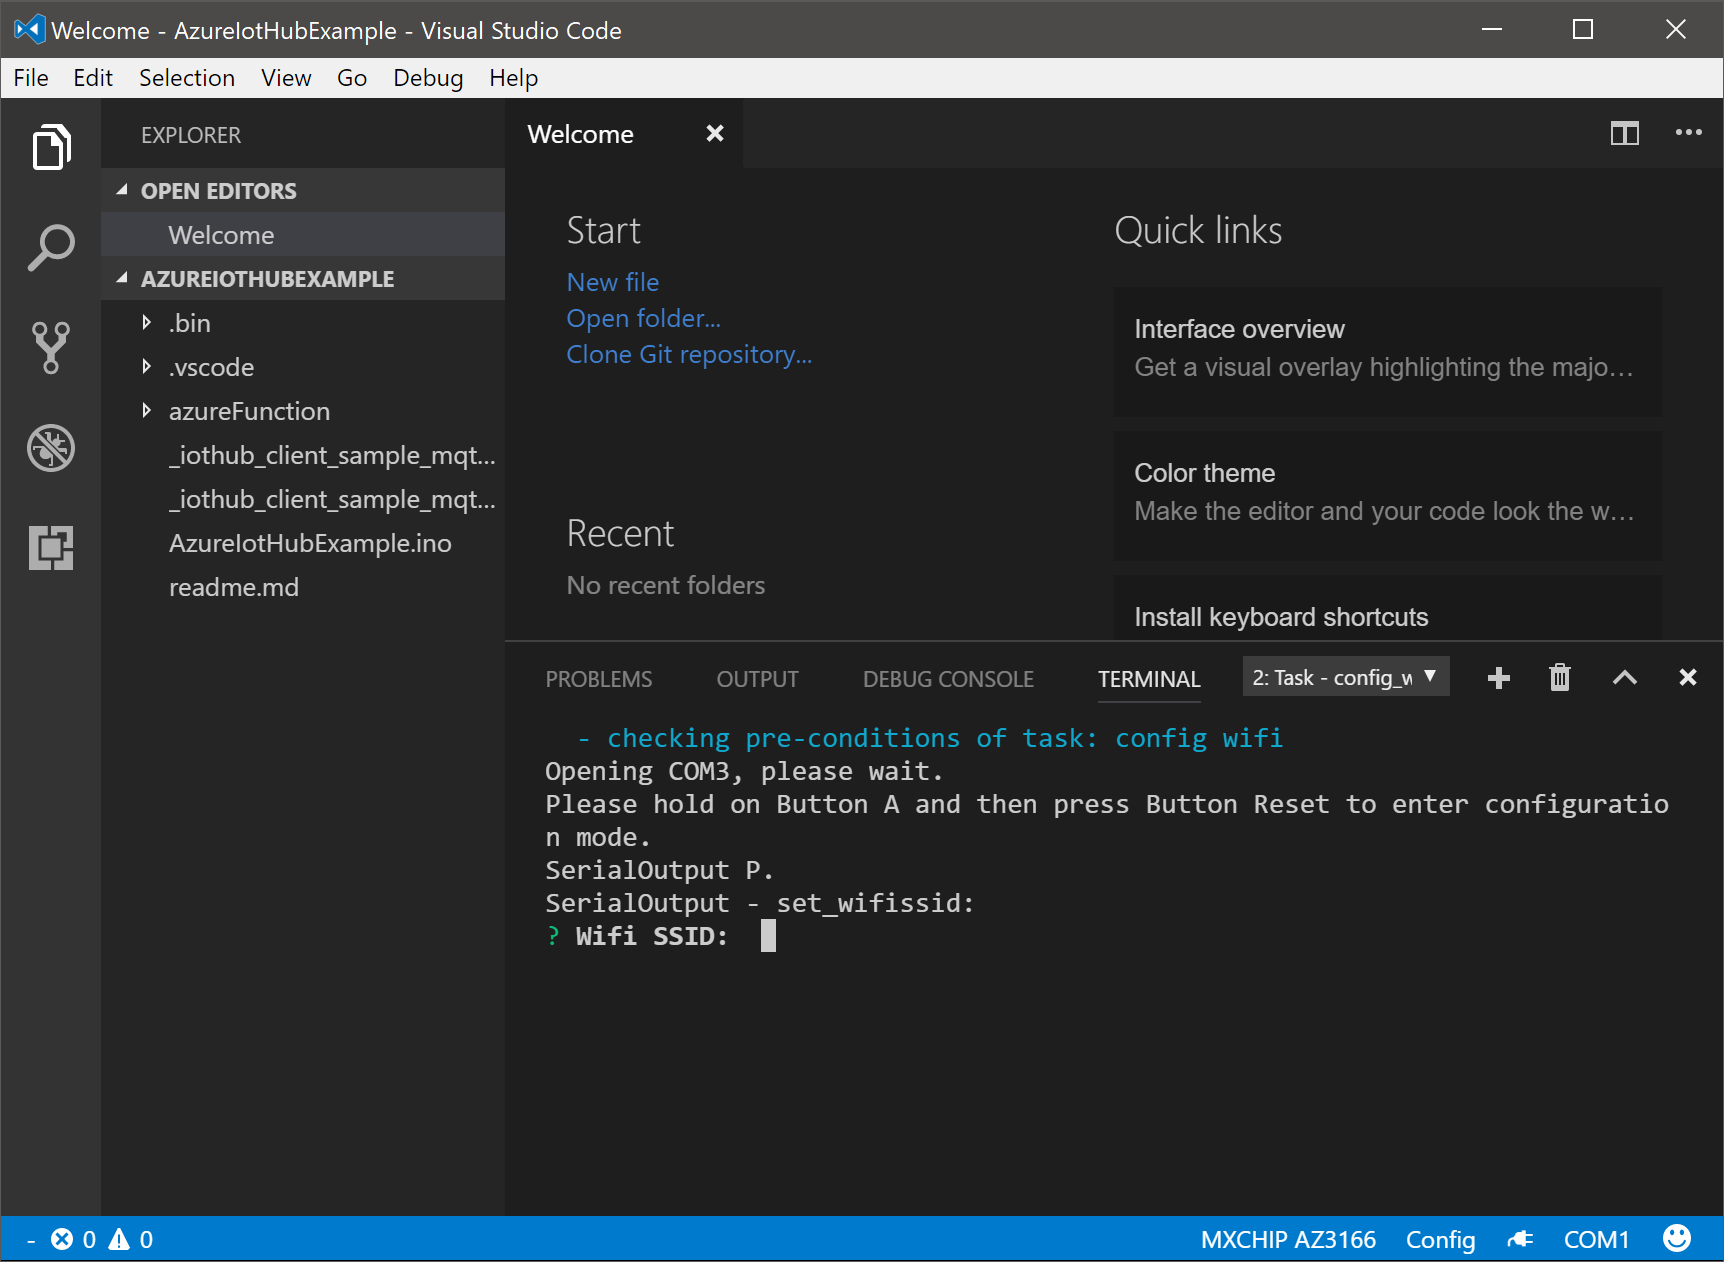 Welcome - AzureIotHubExample - Visual Studio Code
File Edit Selection View Go Debug Help
EXPLORER
OPEN EDITORS
Welcome
AZUREIOTHUBEXAMPLE
.bin
.vscode
azureFunction
_iothub_client_sample_mqt...
_iothub_client_sample_mqt...
AzureIotHubExample.ino
readme.md
Welcome
Start
New file
Open folder...
Clone Git repository...
Recent
No recent folders
Quick links
Interface overview
Get a visual overlay highlighting the majo...
Color theme
Make the editor and your code look the w...
Install keyboard shortcuts
PROBLEMS OUTPUT DEBUG CONSOLE TERMINAL 2: Task - config_w
- checking pre-conditions of task: config wifi
Opening COM3, please wait.
Please hold on Button A and then press Button Reset to enter configuratio
n mode.
SerialOutput P.
SerialOutput - set_wifissid:
? Wifi SSID:
- 0 0 MXCHIP AZ3166 Config COM1